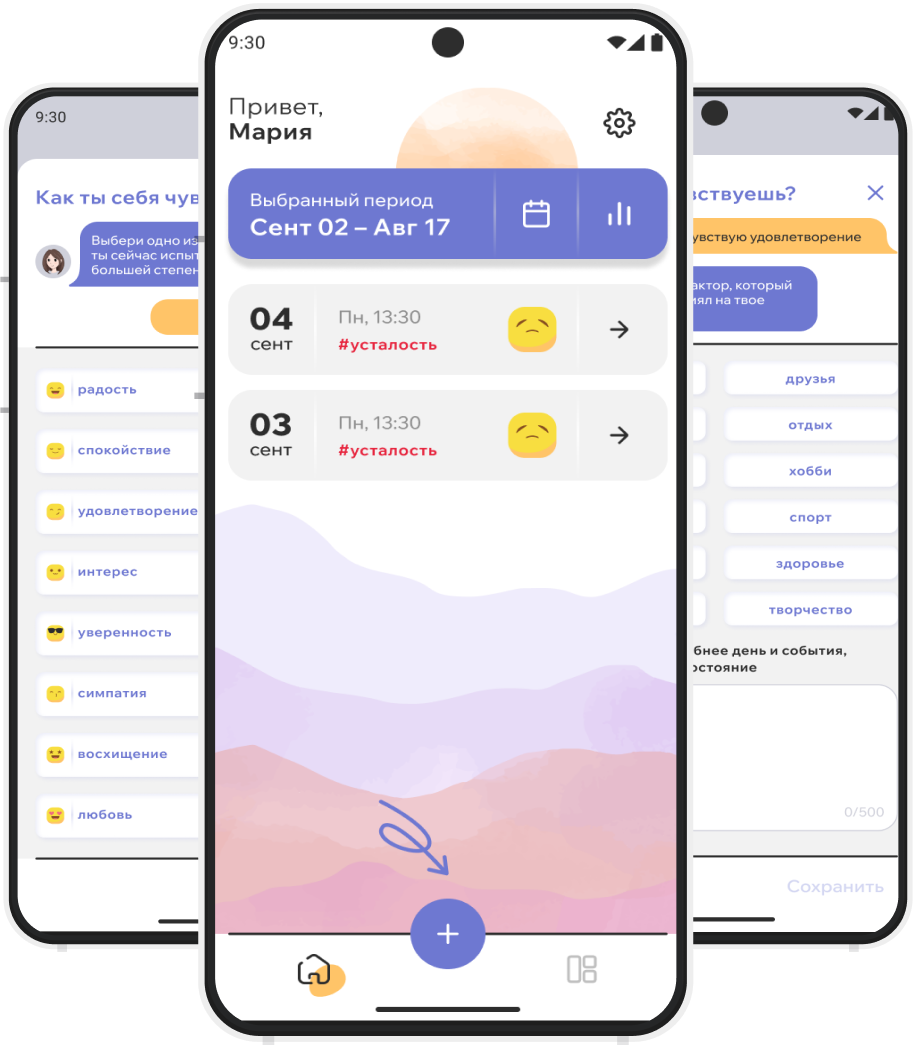 9:30
Как ты себя чув
Выбери одно из
ты сейчас испыт
большей степен
радость
спокойствие
удовлетворение
интерес
уверенность
симпатия
восхищение
любовь
9:30
Привет,
Мария
Выбранный период
Сент 02 – Авг 17
04
сент
Пн, 13:30
#усталость
03
сент
Пн, 13:30
#усталость
вствуешь?
увствую удовлетворение
актор, который
иял на твое
друзья
отдых
хобби
спорт
здоровье
творчество
бнее день и события,
остояние
0/500
Сохранить